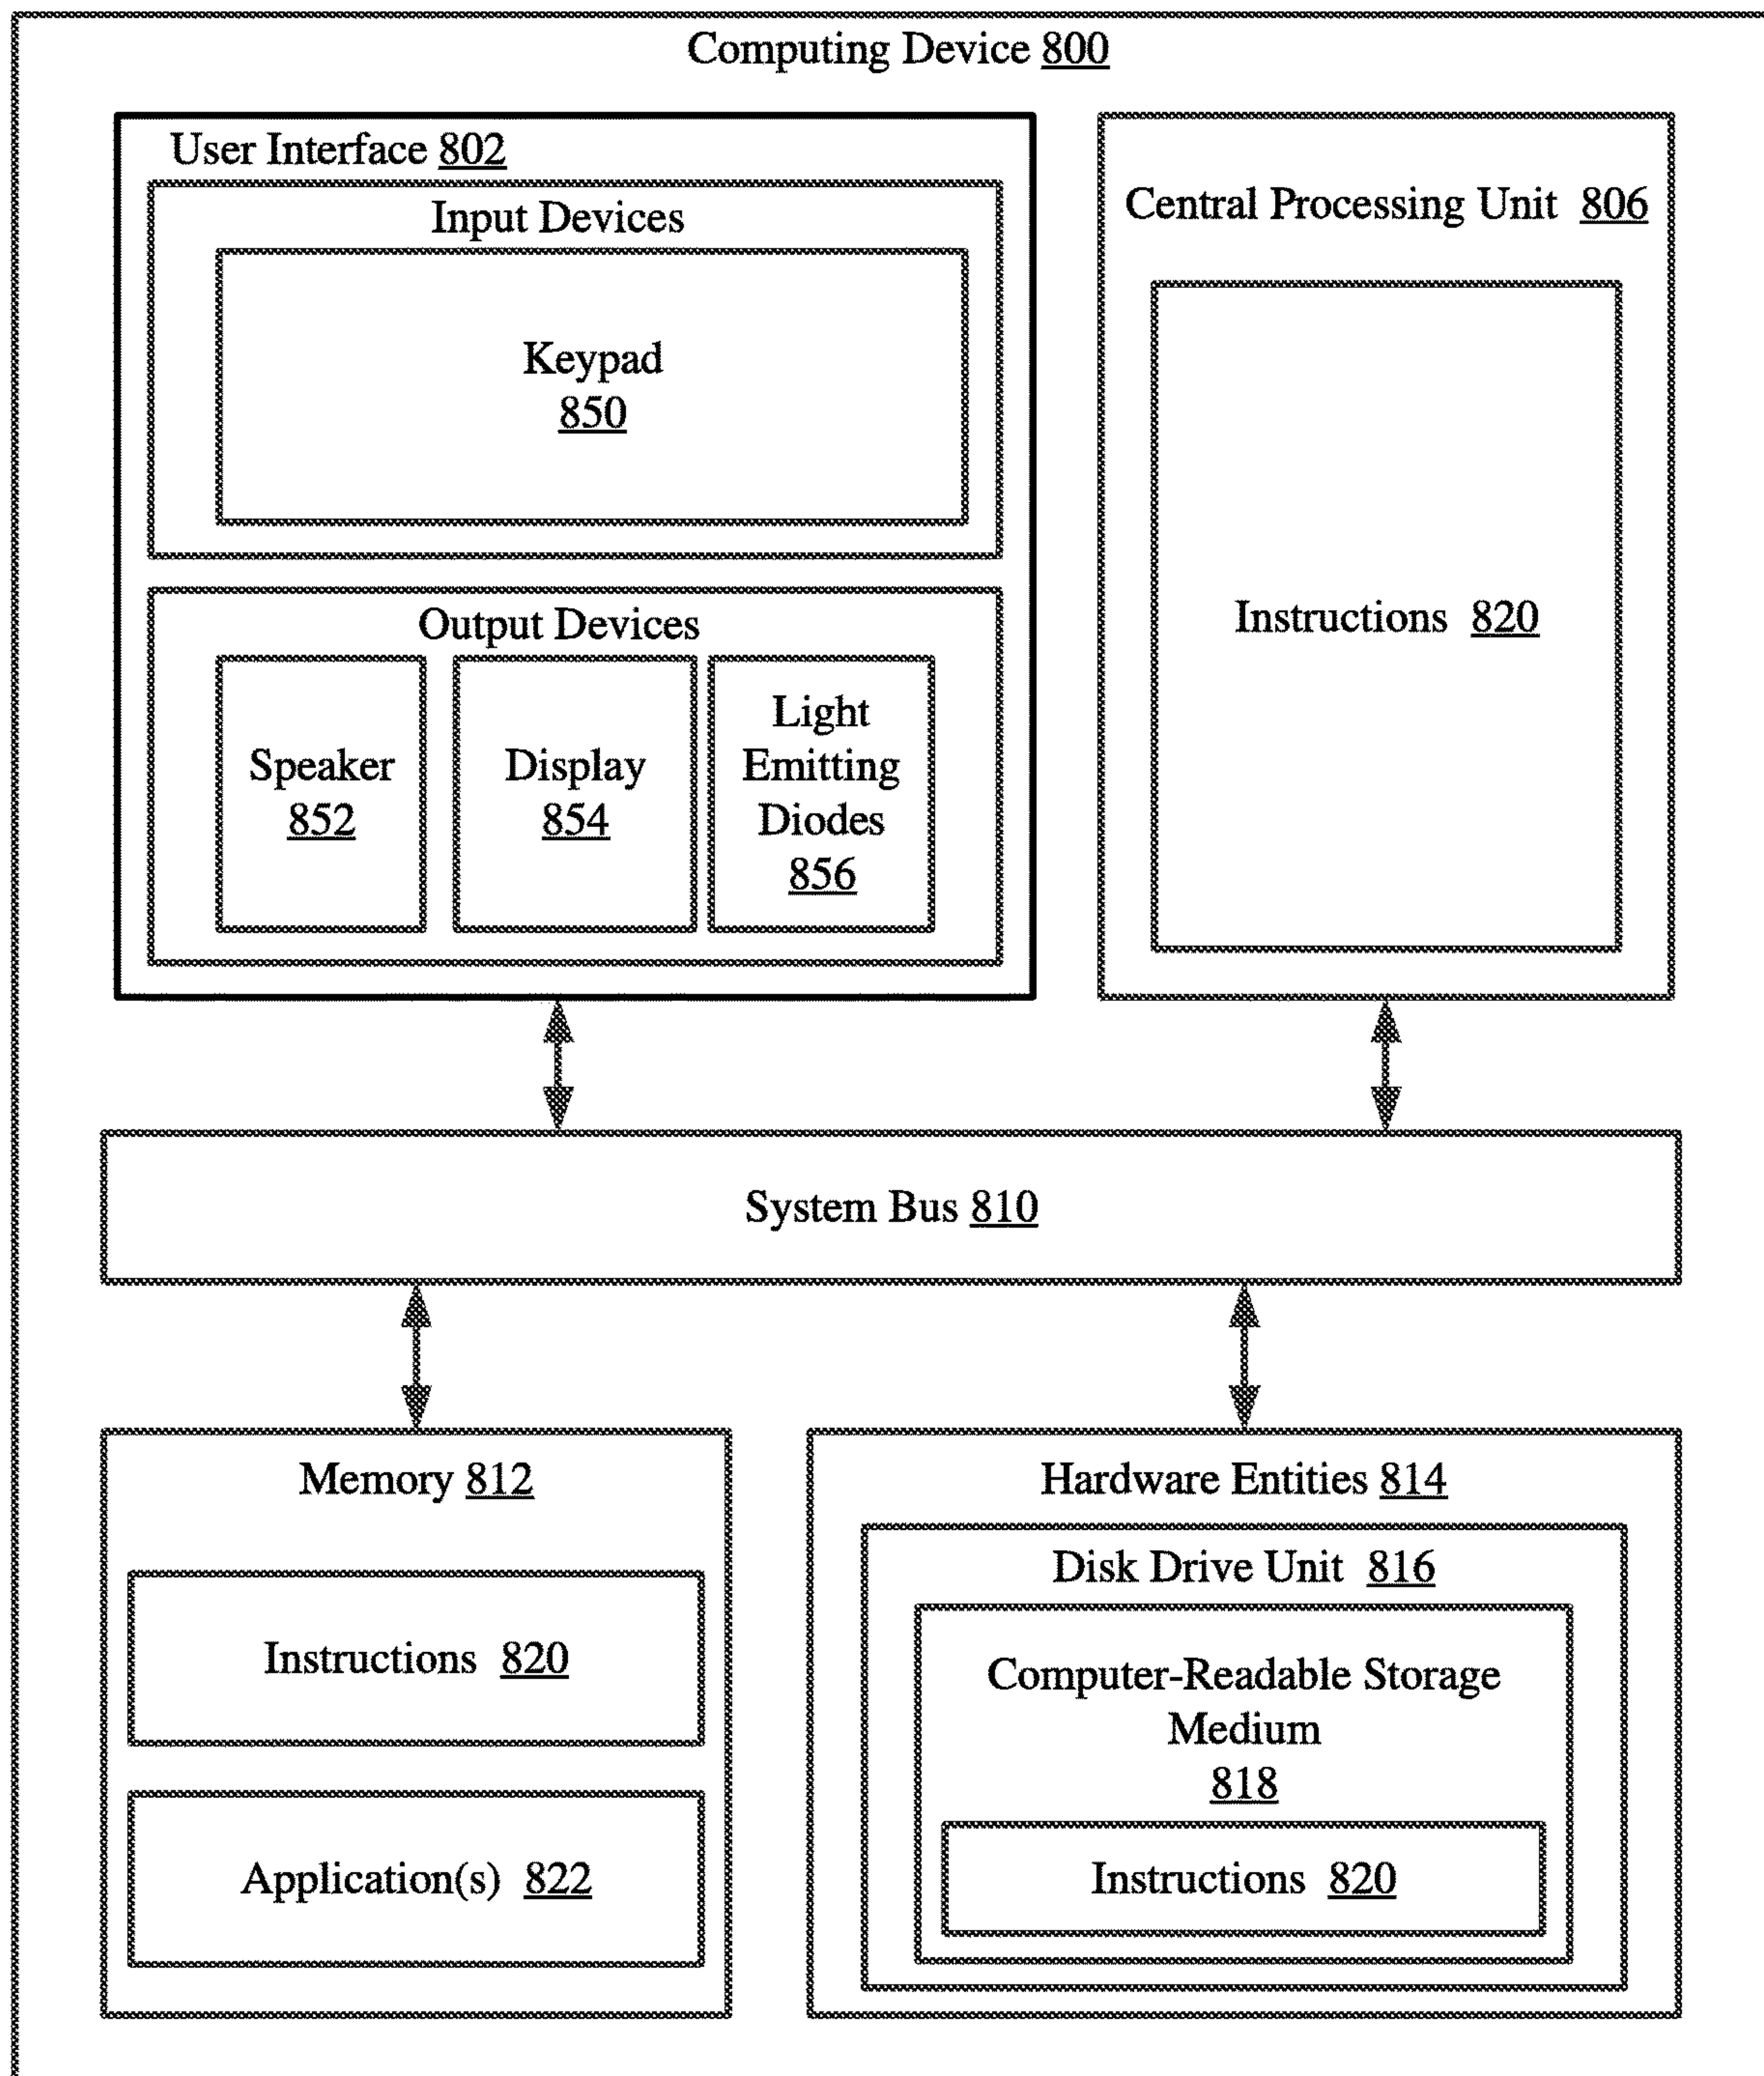 Computing Device 800
User Interface 802
Input Devices
Keypad
850
Output Devices
Speaker
852
Display
854
Light
Emitting
Diodes
856
Central Processing Unit 806
Instructions 820
System Bus 810
Memory 812
Instructions 820
Application(s) 822
Hardware Entities 814
Disk Drive Unit 816
Computer-Readable Storage
Medium
818
Instructions 820